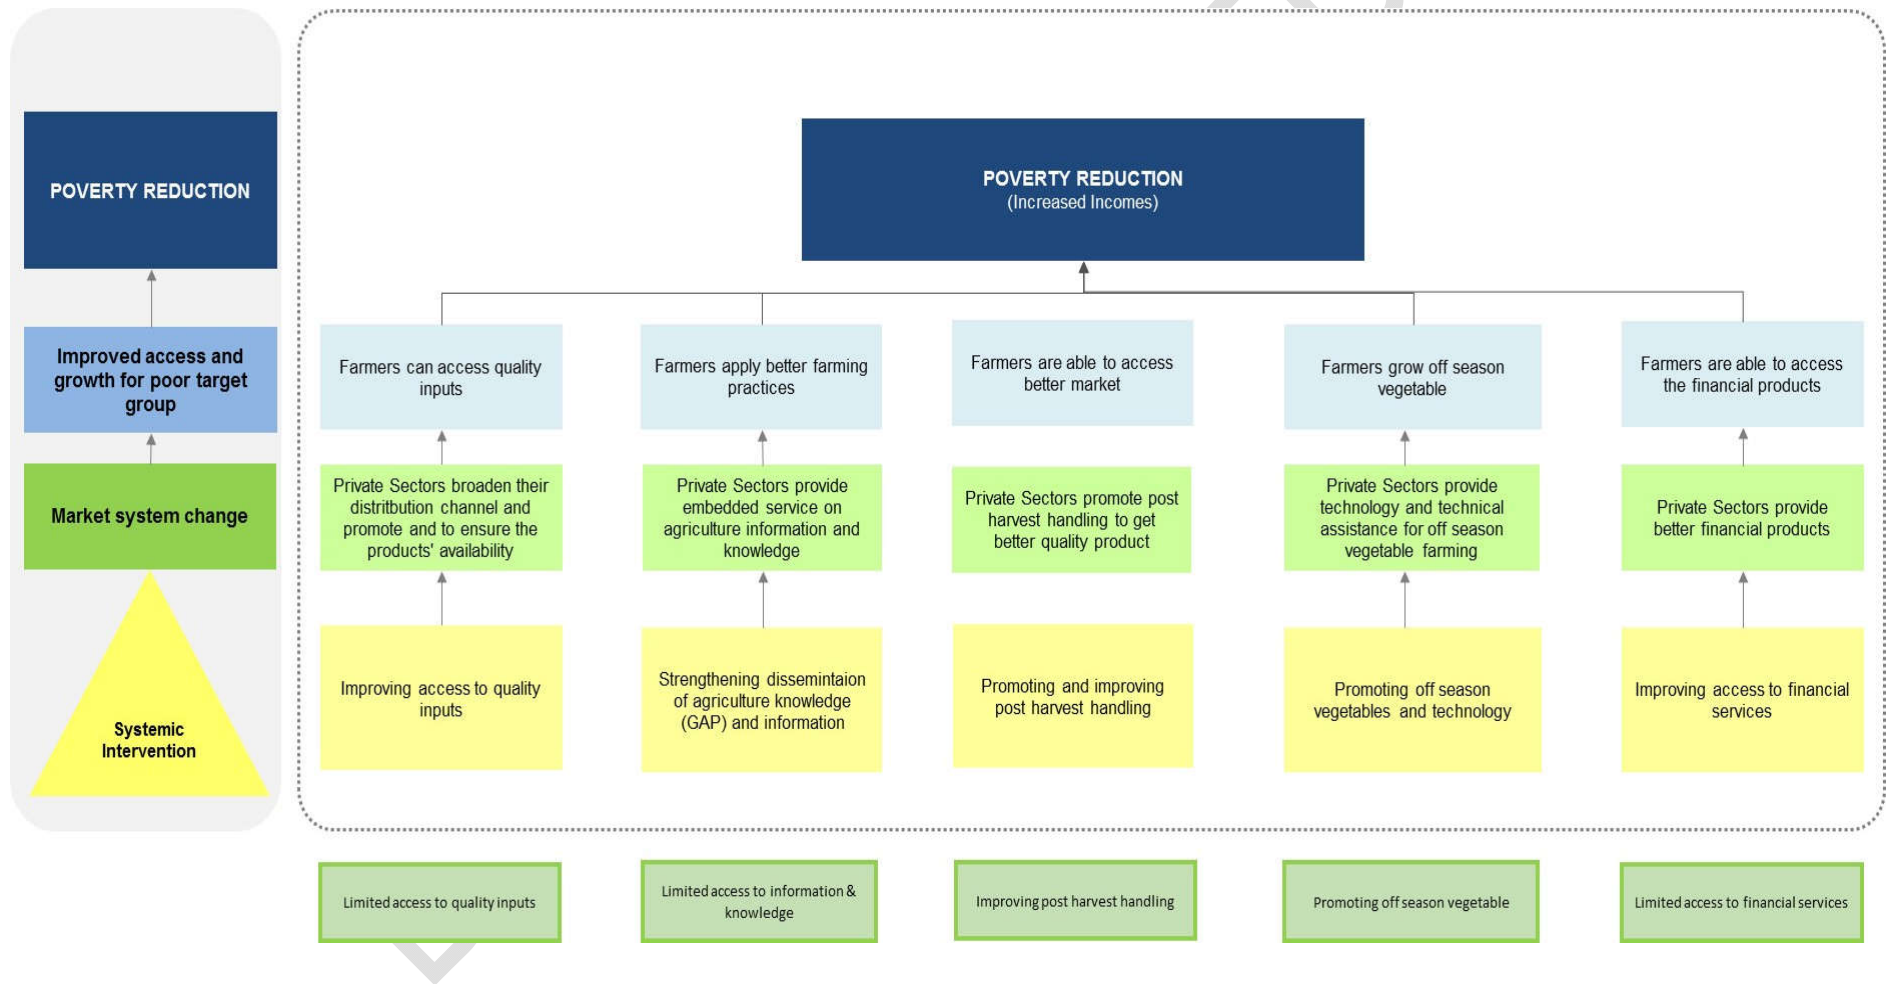 POVERTY REDUCTION
Improved access and
growth for poor target
group
Market system change
Systemic
Intervention
POVERTY REDUCTION
(Increased Incomes)
Farmers can access quality
inputs
Farmers apply better farming
practices
Farmers are able to access
better market
Farmers grow off season
vegetable
Farmers are able to access
the financial products
Private Sectors broaden their
distritbution channel and
promote and to ensure the
products' availability
Private Sectors provide
embedded service on
agriculture information and
knowledge
Private Sectors promote post
harvest handling to get
better quality product
Private Sectors provide
technology and technical
assistance for off season
vegetable farming
Private Sectors provide
better financial products
Improving access to quality
inputs
Strengthening dissemintaion
of agriculture knowledge
(GAP) and information
Promoting and improving
post harvest handling
Promoting off season
vegetables and technology
Improving access to financial
services
Limited access to quality inputs
Limited access to information &
knowledge
Improving post harvest handling
Promoting off season vegetable
Limited access to financial services